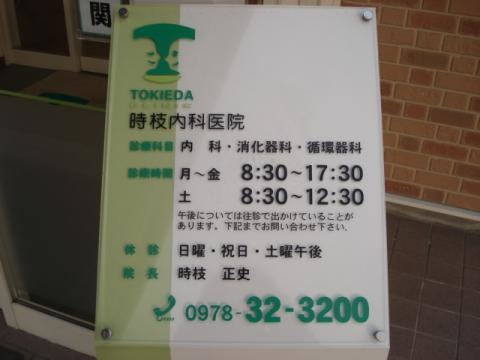 関
TOKIEDA
時枝内科医院
診療科目 内 科・消化器科・循環器科
診療時間 月～金 8:30～17:30
土 8:30～12:30
午後については往診で出かけていることが
あります。下記までお問い合わせ下さい。
休 診 日曜・祝日・土曜午後
院 長 時枝 正史
0978-32-3200